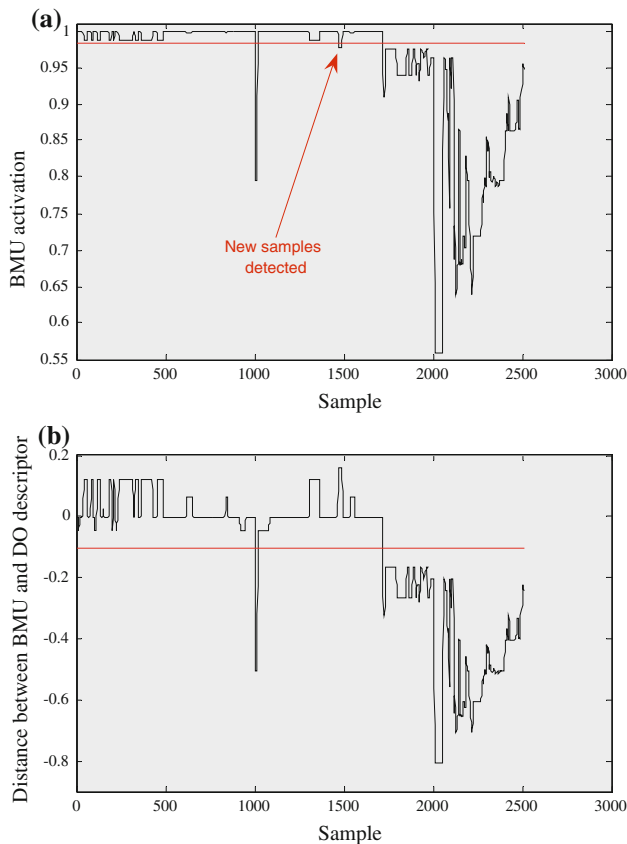 (a)
1
0.95
0.9
0.85
0.8
0.75
0.7
0.65
0.6
0.55
BMU activation
New samples
detected
0 500 1000 1500 2000 2500 3000
Sample
(b)
0.2
0
-0.2
-0.4
-0.6
-0.8
Distance between BMU and DO descriptor
0 500 1000 1500 2000 2500 3000
Sample